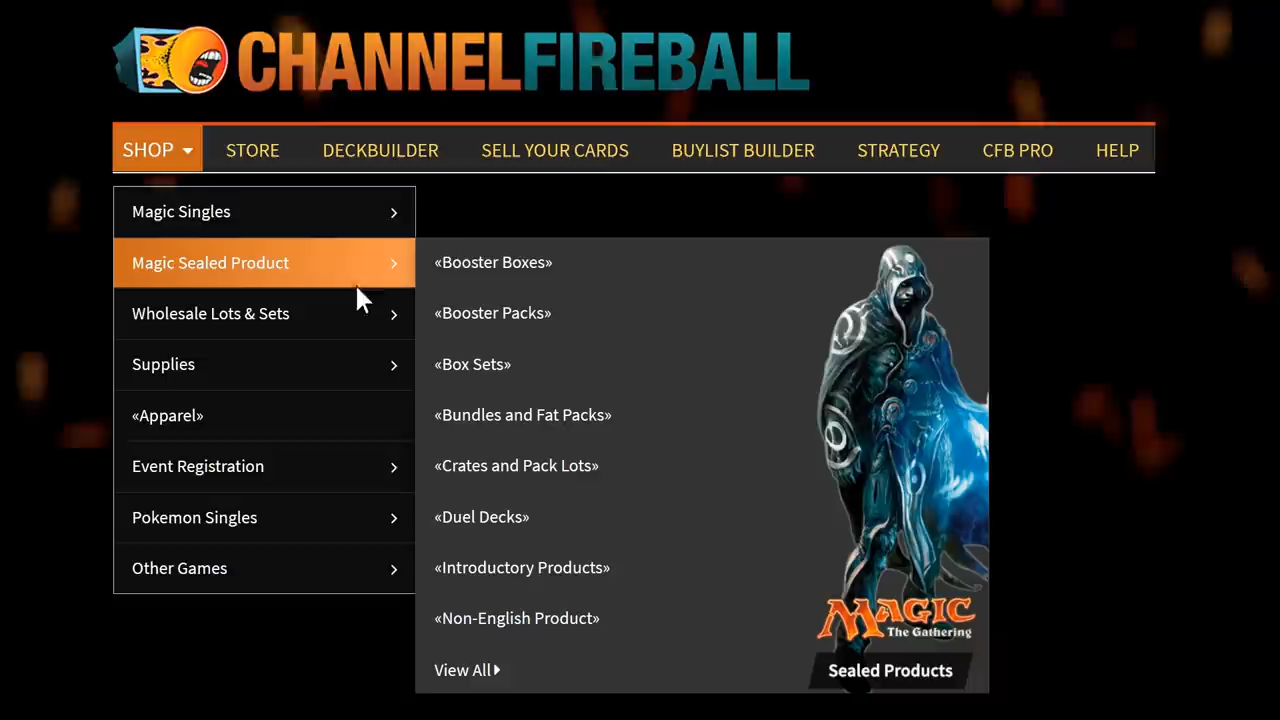 CHANNELFIREBALL
SHOP STORE DECKBUILDER SELL YOUR CARDS BUYLIST BUILDER STRATEGY CFB PRO HELP
Magic Singles
Magic Sealed Product
Wholesale Lots & Sets
Supplies
«Apparel»
Event Registration
Pokemon Singles
Other Games
«Booster Boxes»
«Booster Packs»
«Box Sets»
«Bundles and Fat Packs»
«Crates and Pack Lots»
«Duel Decks»
«Introductory Products»
«Non-English Product»
View All
MAGIC
The Gathering
Sealed Products